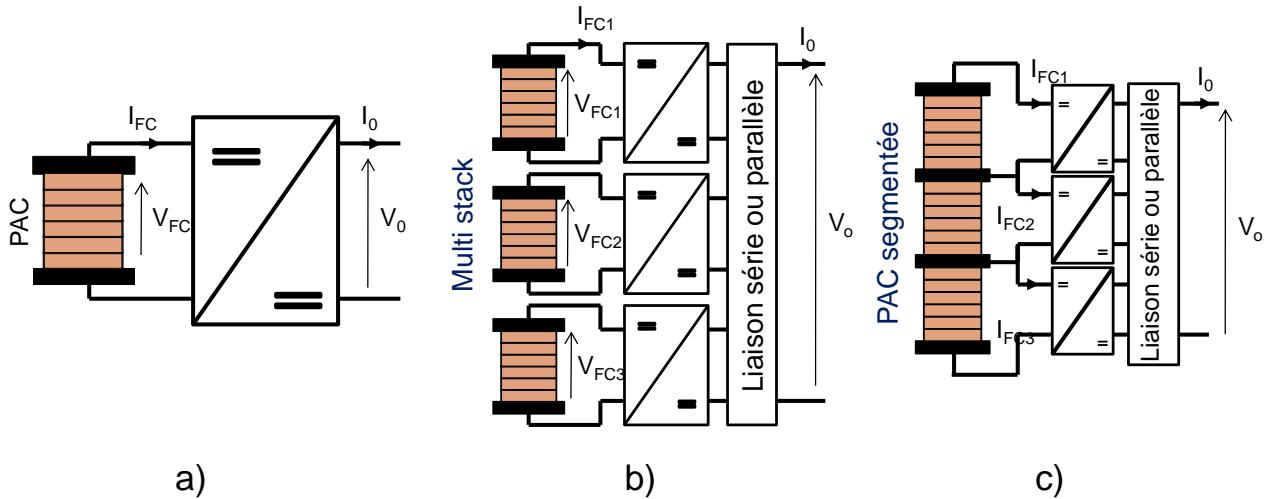 PAC
I_FC
V_FC
I_0
V_0
a)
Multi stack
I_FC1
V_FC1
V_FC2
V_FC3
Liaison série ou parallèle
I_0
V_o
b)
PAC segmentée
I_FC1
I_FC2
I_FC3
Liaison série ou parallèle
I_0
V_o
c)